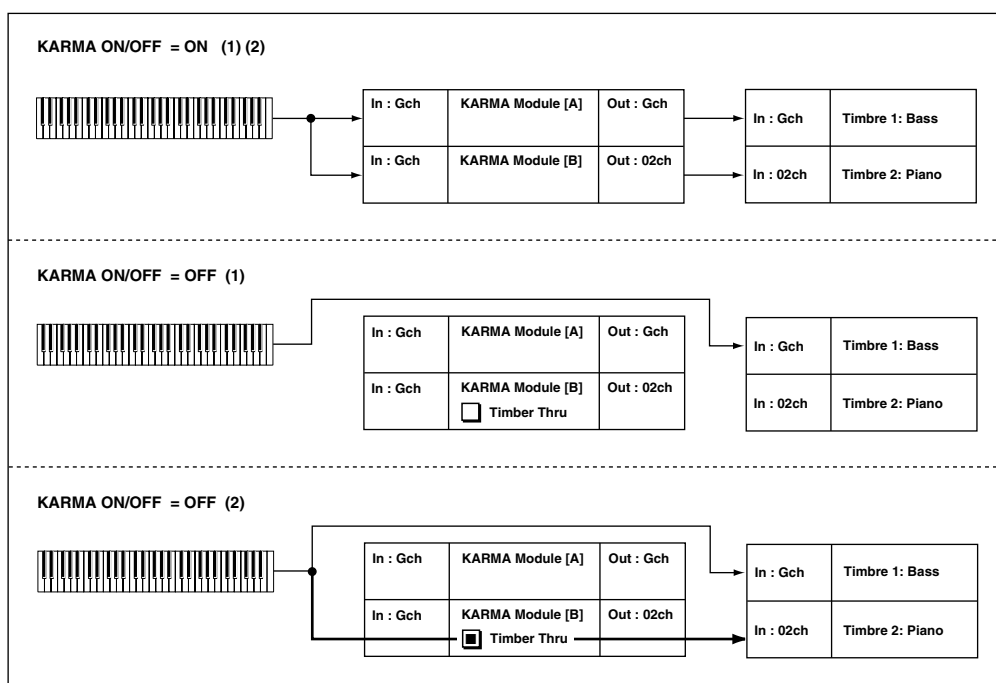 KARMA ON/OFF = ON (1) (2)
In : Gch KARMA Module [A] Out : Gch
In : Gch Timbre 1: Bass
In : Gch KARMA Module [B] Out : 02ch
In : 02ch Timbre 2: Piano
KARMA ON/OFF = OFF (1)
In : Gch KARMA Module [A] Out : Gch
In : Gch Timbre 1: Bass
In : Gch KARMA Module [B] Out : 02ch
Timber Thru
In : 02ch Timbre 2: Piano
KARMA ON/OFF = OFF (2)
In : Gch KARMA Module [A] Out : Gch
In : Gch Timbre 1: Bass
In : Gch KARMA Module [B] Out : 02ch
Timber Thru
In : 02ch Timbre 2: Piano